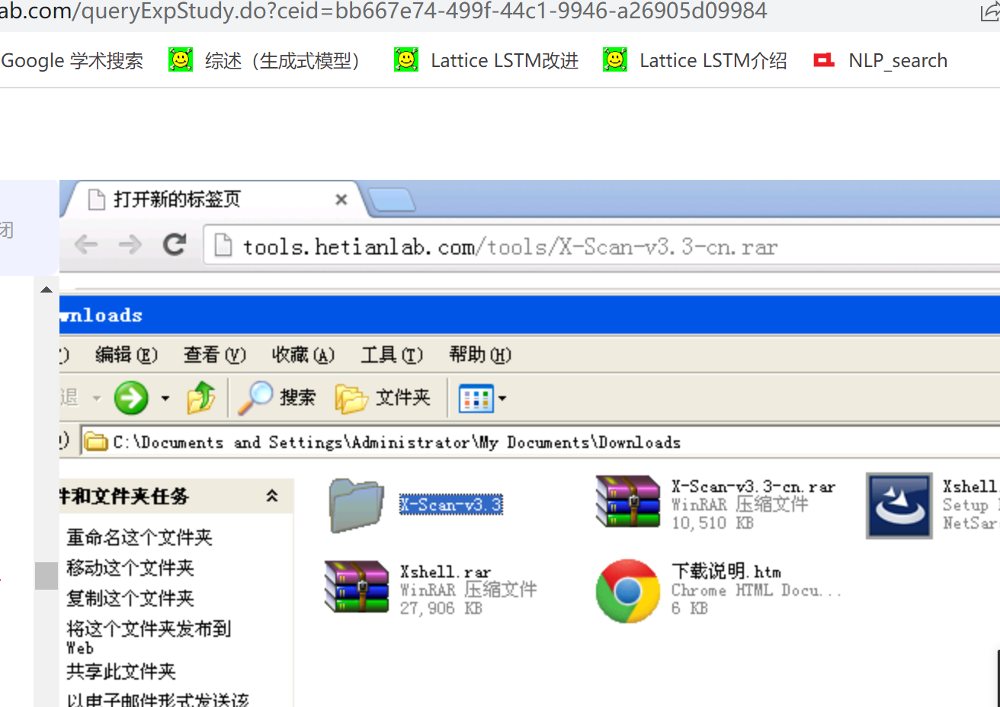 ab.com/queryExpStudy.do?ceid=bb667e74-499f-44c1-9946-a26905d09984
Google 学术搜索 综述（生成式模型） Lattice LSTM改进 Lattice LSTM介绍 NLP_search
打开新的标签页
闭
tools.hetianlab.com/tools/X-Scan-v3.3-cn.rar
wnloads
编辑(E) 查看(V) 收藏(A) 工具(T) 帮助(H)
退 搜索 文件夹
C:\Documents and Settings\Administrator\My Documents\Downloads
件和文件夹任务
重命名这个文件夹
移动这个文件夹
复制这个文件夹
将这个文件夹发布到
Web
共享此文件夹
以电子邮件形式发送该
X-Scan-v3.3
X-Scan-v3.3-cn.rar
WinRAR 压缩文件
10,510 KB
Xshell.
Setup
NetSar
Xshell.rar
WinRAR 压缩文件
27,906 KB
下载说明.htm
Chrome HTML Docu...
6 KB